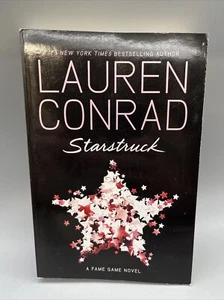 #1 NEW YORK TIMES BESTSELLING AUTHOR
LAUREN
CONRAD
Starstruck
A FAME GAME NOVEL